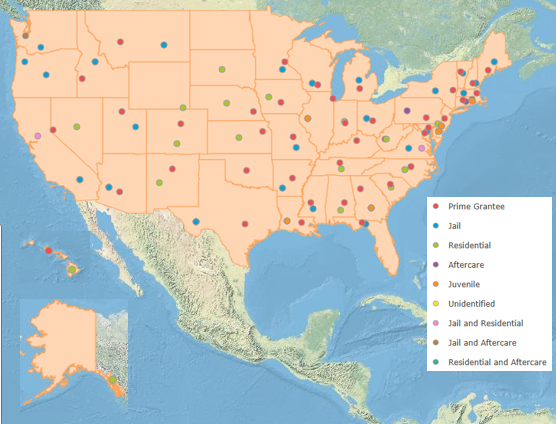 Prime Grantee
Jail
Residential
Aftercare
Juvenile
Unidentified
Jail and Residential
Jail and Aftercare
Residential and Aftercare